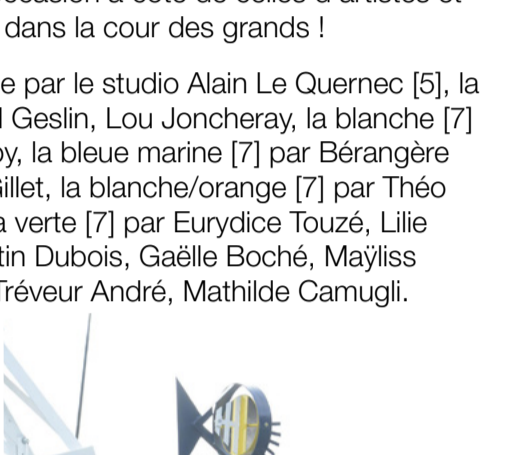 dans la cour des grands !
e par le studio Alain Le Quernec [5], la
Geslin, Lou Joncheray, la blanche [7]
la bleue marine [7] par Bérangère
la blanche/orange [7] par Théo
verte [7] par Eurydice Touzé, Lilie
Dubois, Gaëlle Boché, Maÿliss
Tréveur André, Mathilde Camugli.